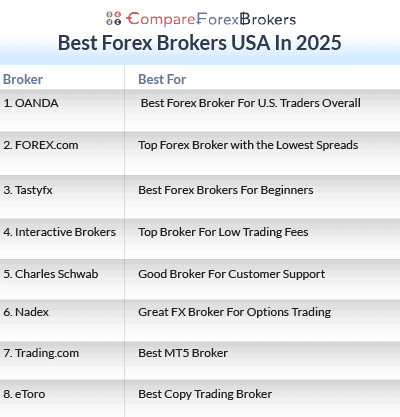 CompareForexBrokers
Best Forex Brokers USA In 2025
Broker Best For
1. OANDA Best Forex Broker For U.S. Traders Overall
2. FOREX.com Top Forex Broker with the Lowest Spreads
3. Tastyfx Best Forex Brokers For Beginners
4. Interactive Brokers Top Broker For Low Trading Fees
5. Charles Schwab Good Broker For Customer Support
6. Nadex Great FX Broker For Options Trading
7. Trading.com Best MT5 Broker
8. eToro Best Copy Trading Broker